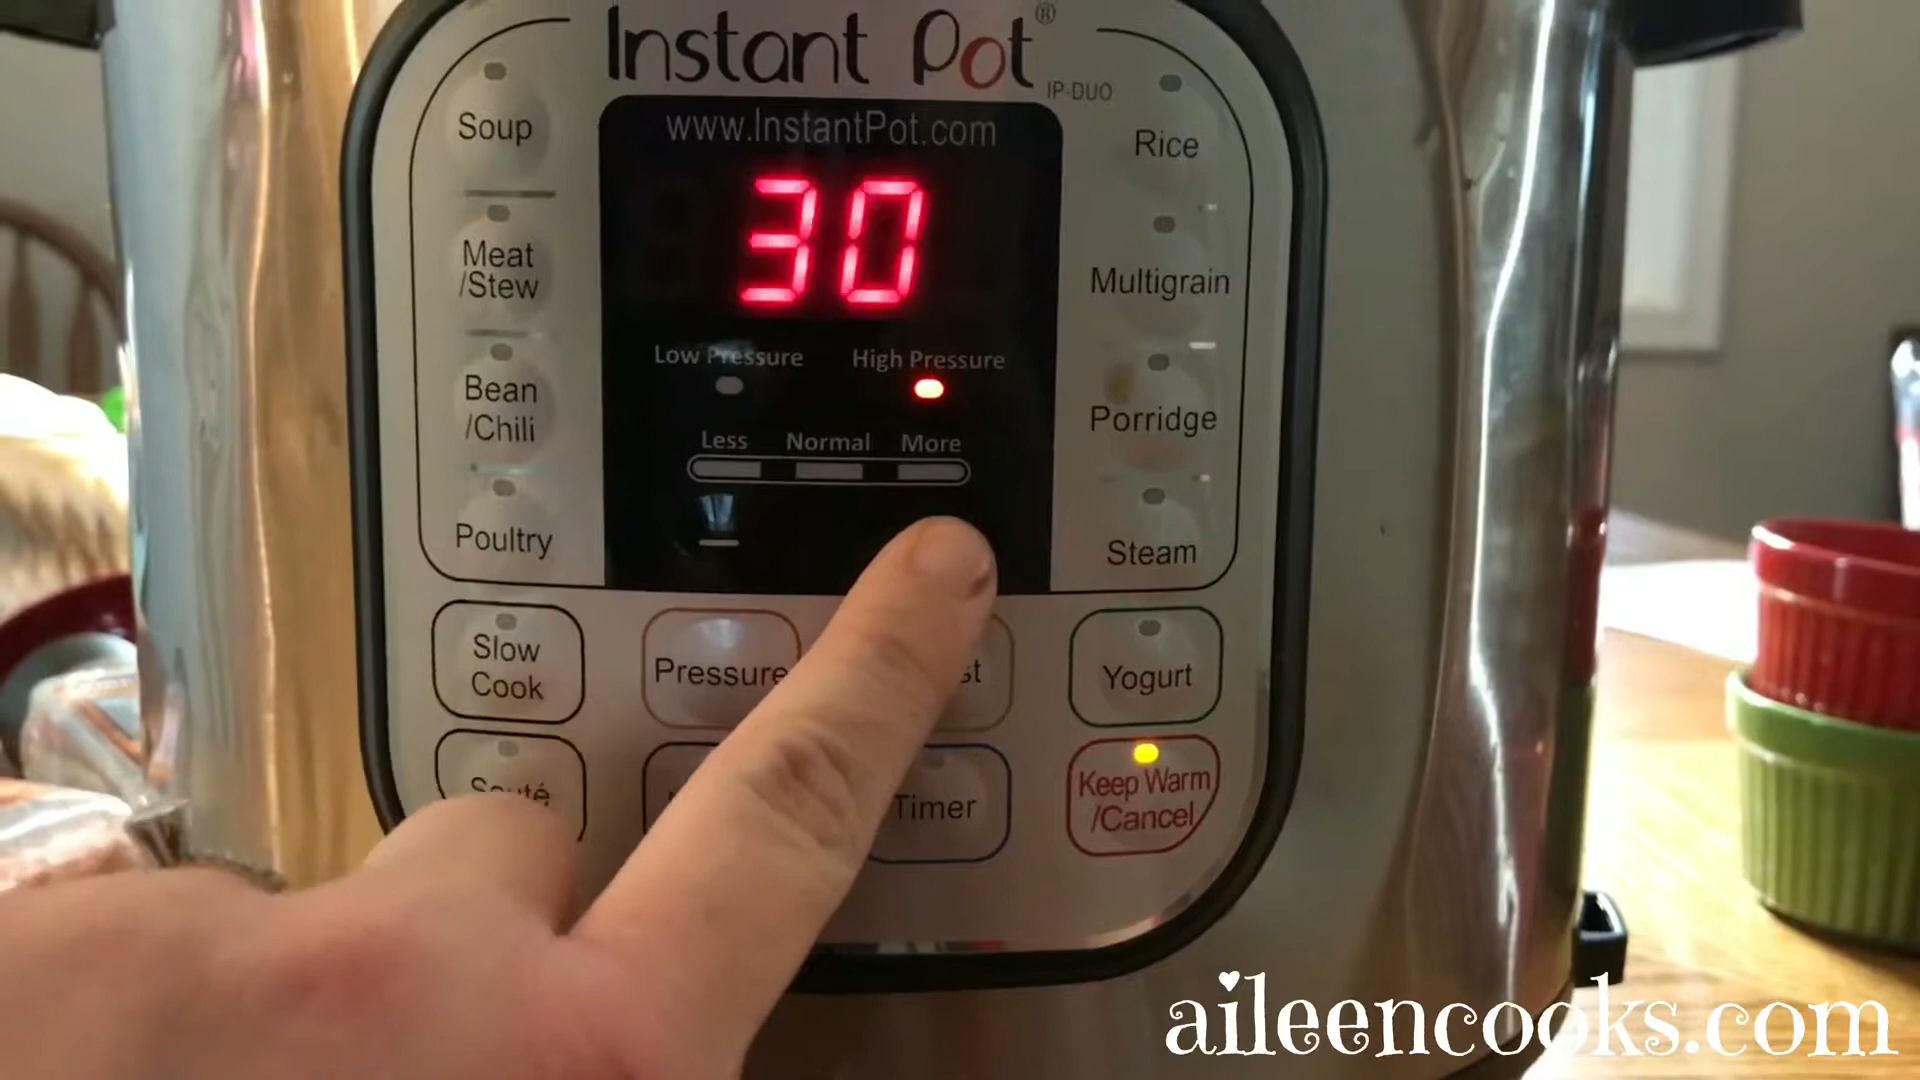 Instant Pot®
IP-DUO
www.InstantPot.com
30
Low Pressure High Pressure
Less Normal More
Soup
Meat
/Stew
Bean
/Chili
Poultry
Rice
Multigrain
Porridge
Steam
Slow
Cook
Pressure
Yogurt
Sauté
Timer
Keep Warm
/Cancel
aileencooks.com